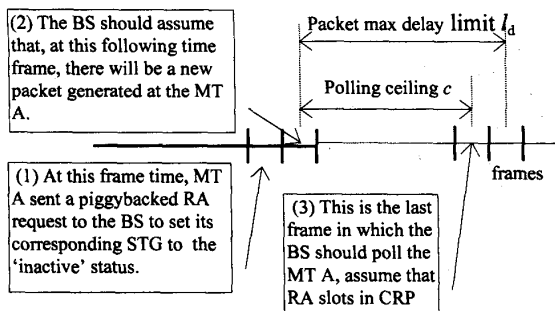 (2) The BS should assume
that, at this following time
frame, there will be a new
packet generated at the MT
A.
Packet max delay limit ld
Polling ceiling c
frames
(1) At this frame time, MT
A sent a piggybacked RA
request to the BS to set its
corresponding STG to the
‘inactive’ status.
(3) This is the last
frame in which the
BS should poll the
MT A, assume that
RA slots in CRP